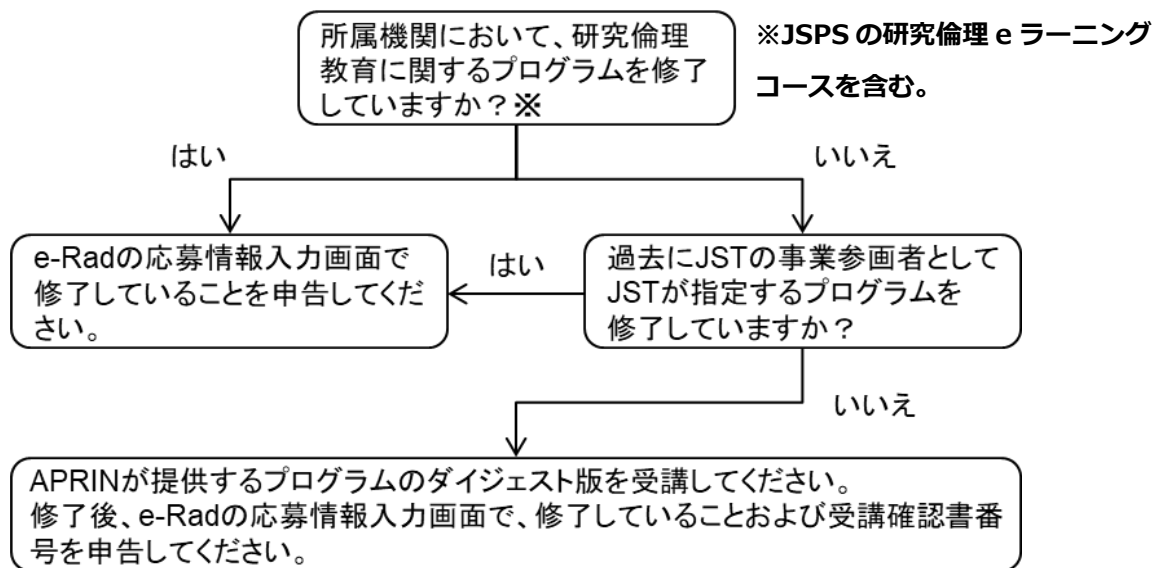 所属機関において、研究倫理
教育に関するプログラムを修了
していますか？※
※JSPS の研究倫理 e ラーニング
コースを含む。
はい
いいえ
e-Radの応募情報入力画面で
修了していることを申告してくだ
さい。
はい
過去にJSTの事業参画者として
JSTが指定するプログラムを
修了していますか？
いいえ
APRINが提供するプログラムのダイジェスト版を受講してください。
修了後、e-Radの応募情報入力画面で、修了していることおよび受講確認書番
号を申告してください。